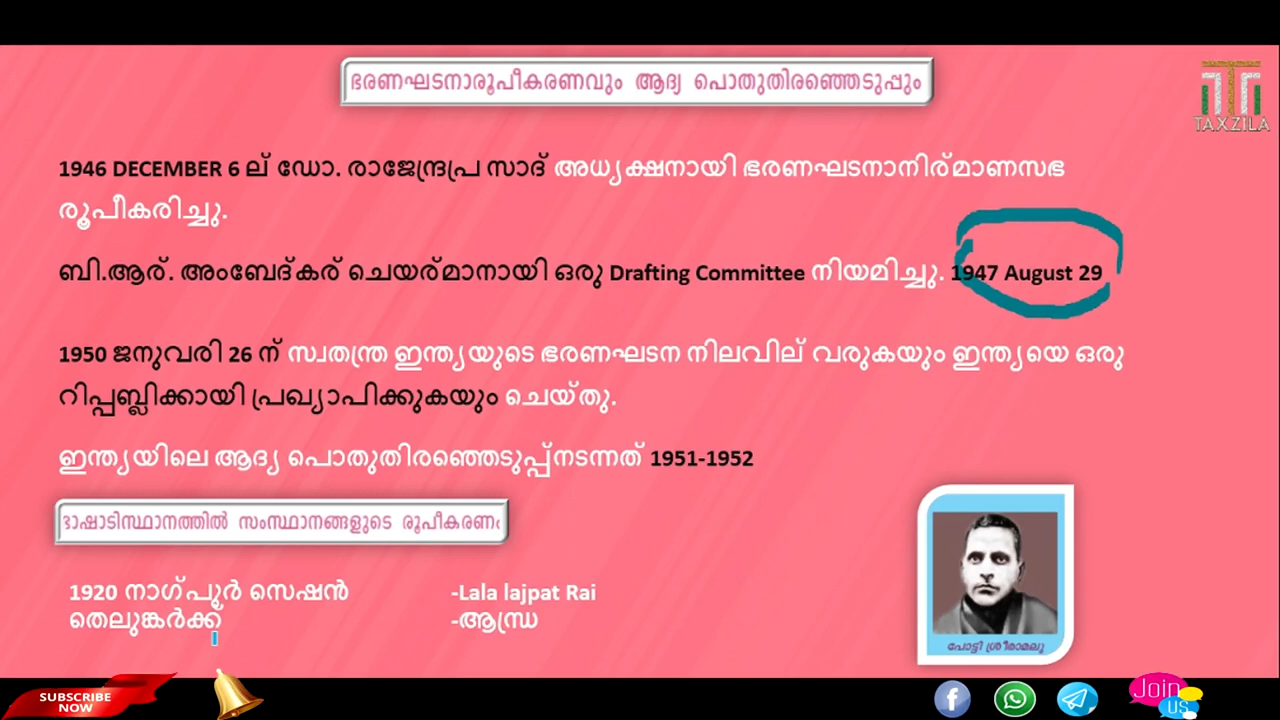 ഭരണഘടനാരൂപീകരണവും ആദ്യ പൊതുതിരഞ്ഞെടുപ്പും
TAXZILA
1946 DECEMBER 6 ല് ഡോ. രാജേന്ദ്രപ്ര സാദ് അധ്യക്ഷനായി ഭരണഘടനാനിര്മാണസഭ
രൂപീകരിച്ചു.
ബി.ആര്. അംബേദ്കര് ചെയര്മാനായി ഒരു Drafting Committee നിയമിച്ചു. 1947 August 29
1950 ജനുവരി 26 ന് സ്വതന്ത്ര ഇന്ത്യയുടെ ഭരണഘടന നിലവില് വരുകയും ഇന്ത്യയെ ഒരു
റിപ്പബ്ലിക്കായി പ്രഖ്യാപിക്കുകയും ചെയ്തു.
ഇന്ത്യയിലെ ആദ്യ പൊതുതിരഞ്ഞെടുപ്പ്നടന്നത് 1951-1952
ഭാഷാടിസ്ഥാനത്തിൽ സംസ്ഥാനങ്ങളുടെ രൂപീകരണം
1920 നാഗ്പൂർ സെഷൻ -Lala lajpat Rai
തെലുങ്കർക്ക് -ആന്ധ്ര
പോട്ടി ശ്രീരാമലു
SUBSCRIBE
NOW
Join
us